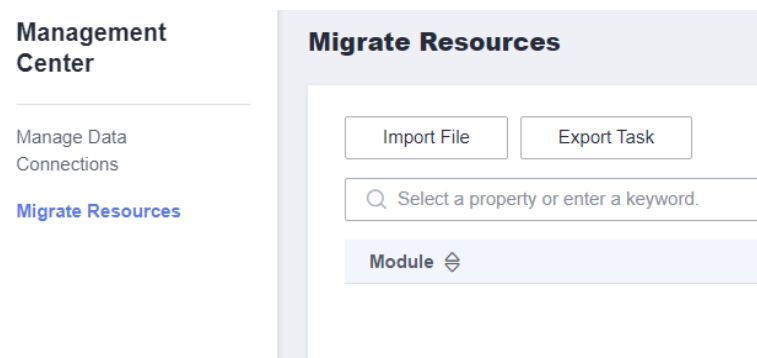 Management
Center
Manage Data
Connections
Migrate Resources
Migrate Resources
Import File
Export Task
Select a property or enter a keyword.
Module